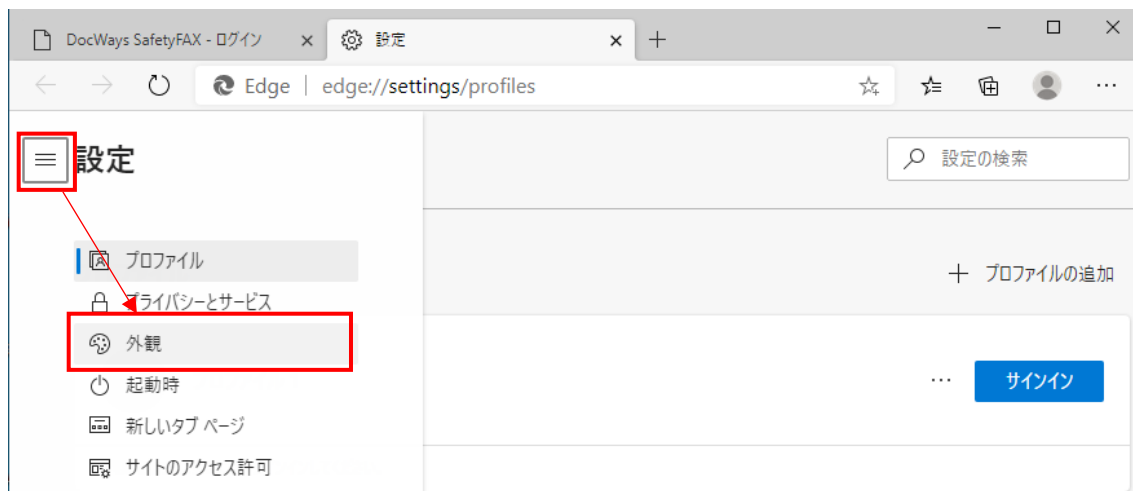 DocWays SafetyFAX - ログイン
設定
Edge | edge://settings/profiles
設定
設定の検索
プロファイル
プロファイルの追加
プライバシーとサービス
外観
起動時
サインイン
新しいタブ ページ
サイトのアクセス許可